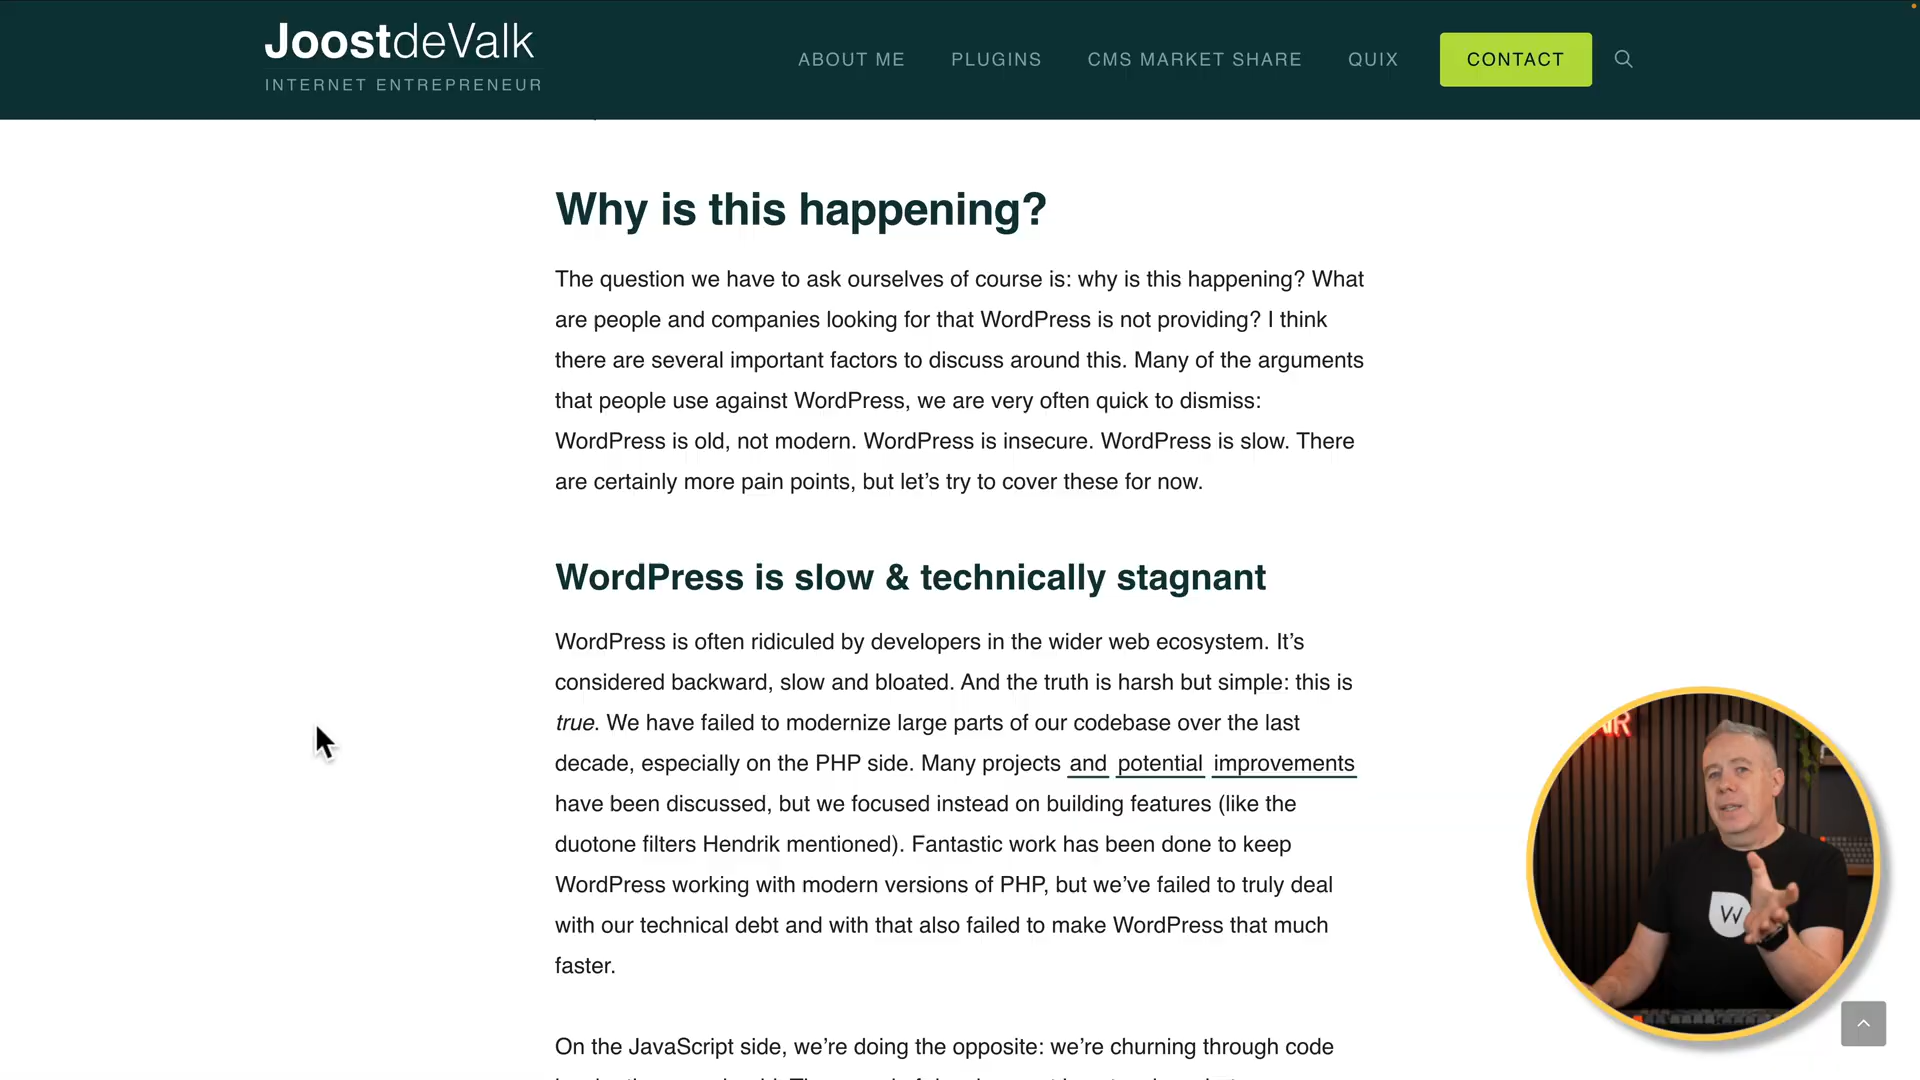 JoostdeValk
INTERNET ENTREPRENEUR
ABOUT ME
PLUGINS
CMS MARKET SHARE
QUIX
CONTACT
Why is this happening?
The question we have to ask ourselves of course is: why is this happening? What
are people and companies looking for that WordPress is not providing? I think
there are several important factors to discuss around this. Many of the arguments
that people use against WordPress, we are very often quick to dismiss:
WordPress is old, not modern. WordPress is insecure. WordPress is slow. There
are certainly more pain points, but let’s try to cover these for now.
WordPress is slow & technically stagnant
WordPress is often ridiculed by developers in the wider web ecosystem. It’s
considered backward, slow and bloated. And the truth is harsh but simple: this is
true. We have failed to modernize large parts of our codebase over the last
decade, especially on the PHP side. Many projects and potential improvements
have been discussed, but we focused instead on building features (like the
duotone filters Hendrik mentioned). Fantastic work has been done to keep
WordPress working with modern versions of PHP, but we’ve failed to truly deal
with our technical debt and with that also failed to make WordPress that much
faster.
On the JavaScript side, we’re doing the opposite: we’re churning through code
W